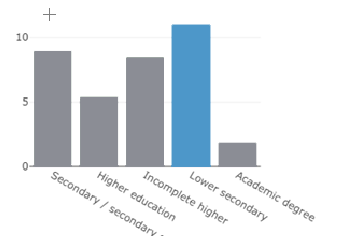 10
5
0
Secondary / secondary
Higher education
Incomplete higher
Lower secondary
Academic degree